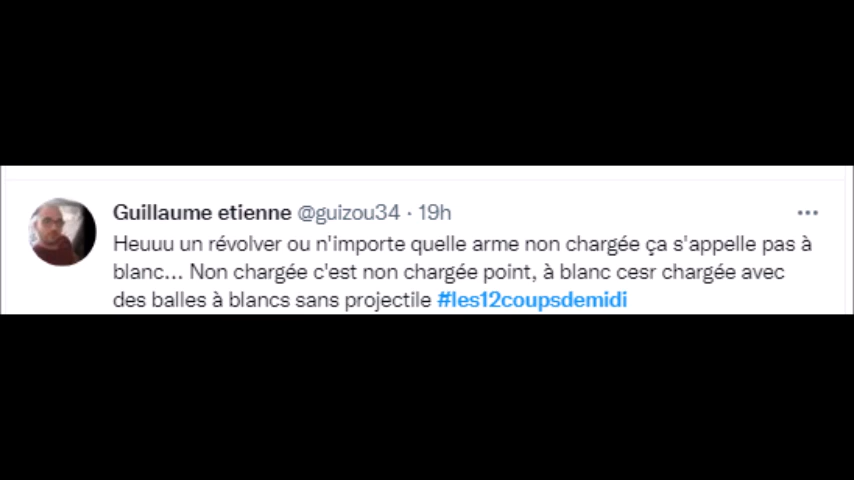 Guillaume etienne @guizou34 · 19h
Heuuu un révolver ou n'importe quelle arme non chargée ça s'appelle pas à
blanc... Non chargée c'est non chargée point, à blanc cesr chargée avec
des balles à blancs sans projectile #les12coupsdemidi